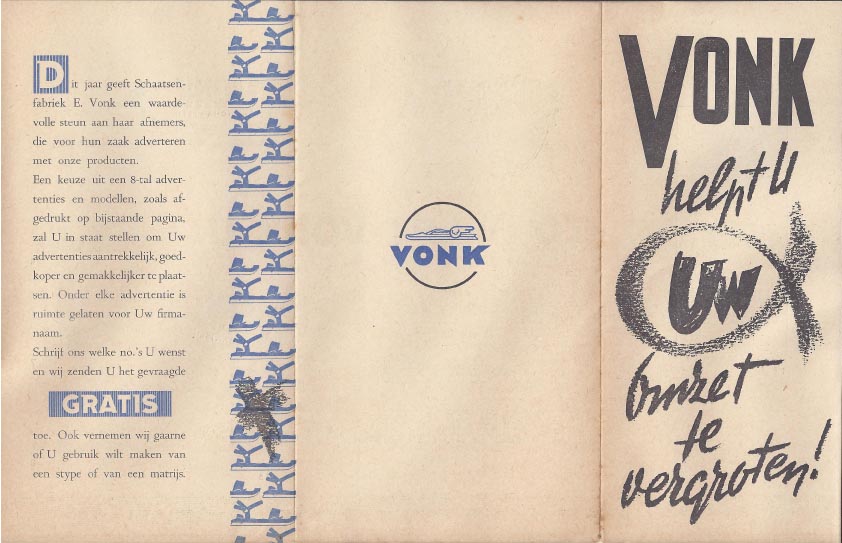 Dit jaar geeft Schaatsen-
fabriek E. Vonk een waarde-
volle steun aan haar afnemers,
die voor hun zaak adverteren
met onze producten.
Een keuze uit een 8-tal adver-
tenties en modellen, zoals af-
gedrukt op bijstaande pagina,
zal U in staat stellen om Uw
advertenties aantrekkelijk, goed-
koper en gemakkelijker te plaat-
sen. Onder elke advertentie is
ruimte gelaten voor Uw firma-
naam.
Schrijf ons welke no.'s U wenst
en wij zenden U het gevraagde
GRATIS
toe. Ook vernemen wij gaarne
of U gebruik wilt maken van
een stype of van een matrijs.
VONK
VONK
helpt U
Uw
omzet
te
vergroten!